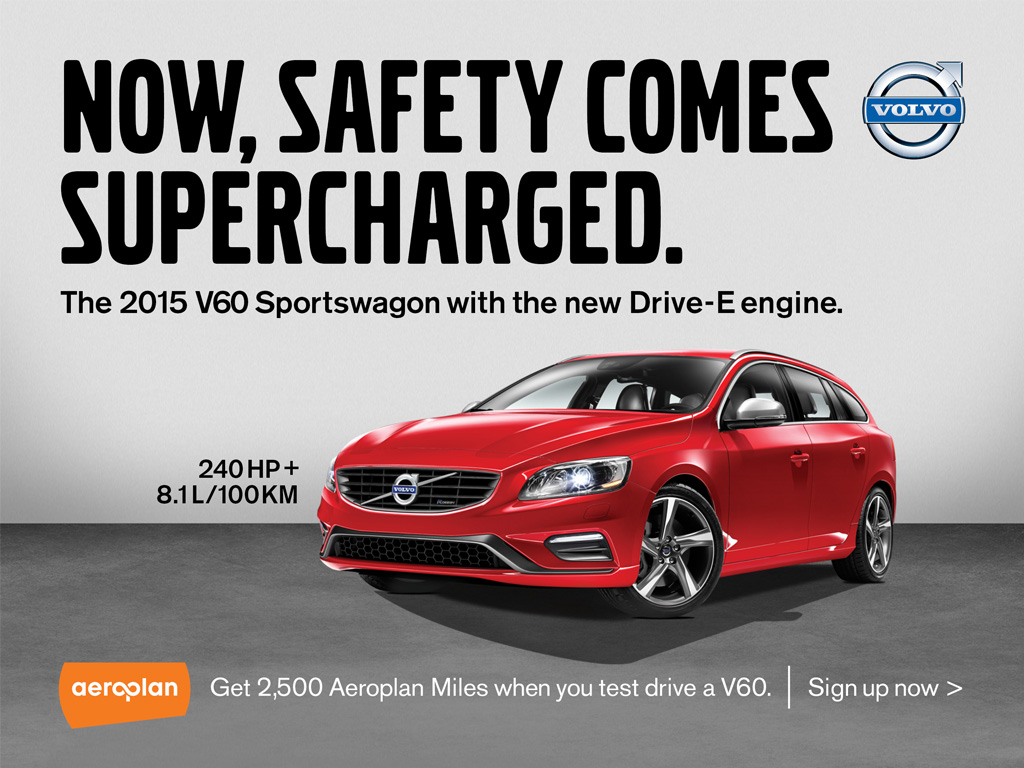 NOW, SAFETY COMES
VOLVO
SUPERCHARGED.
The 2015 V60 Sportswagon with the new Drive-E engine.
240 HP +
8.1 L/100 KM
VOLVO
aeroplan
Get 2,500 Aeroplan Miles when you test drive a V60.
Sign up now >